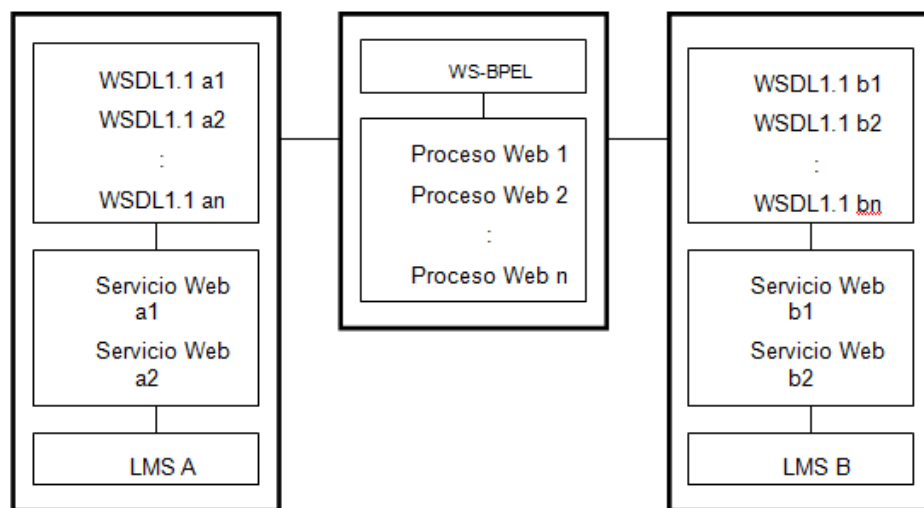 WSDL1.1 a1
WSDL1.1 a2
:
WSDL1.1 an
Servicio Web
a1
Servicio Web
a2
LMS A
WS-BPEL
Proceso Web 1
Proceso Web 2
:
Proceso Web n
WSDL1.1 b1
WSDL1.1 b2
:
WSDL1.1 bn
Servicio Web
b1
Servicio Web
b2
LMS B